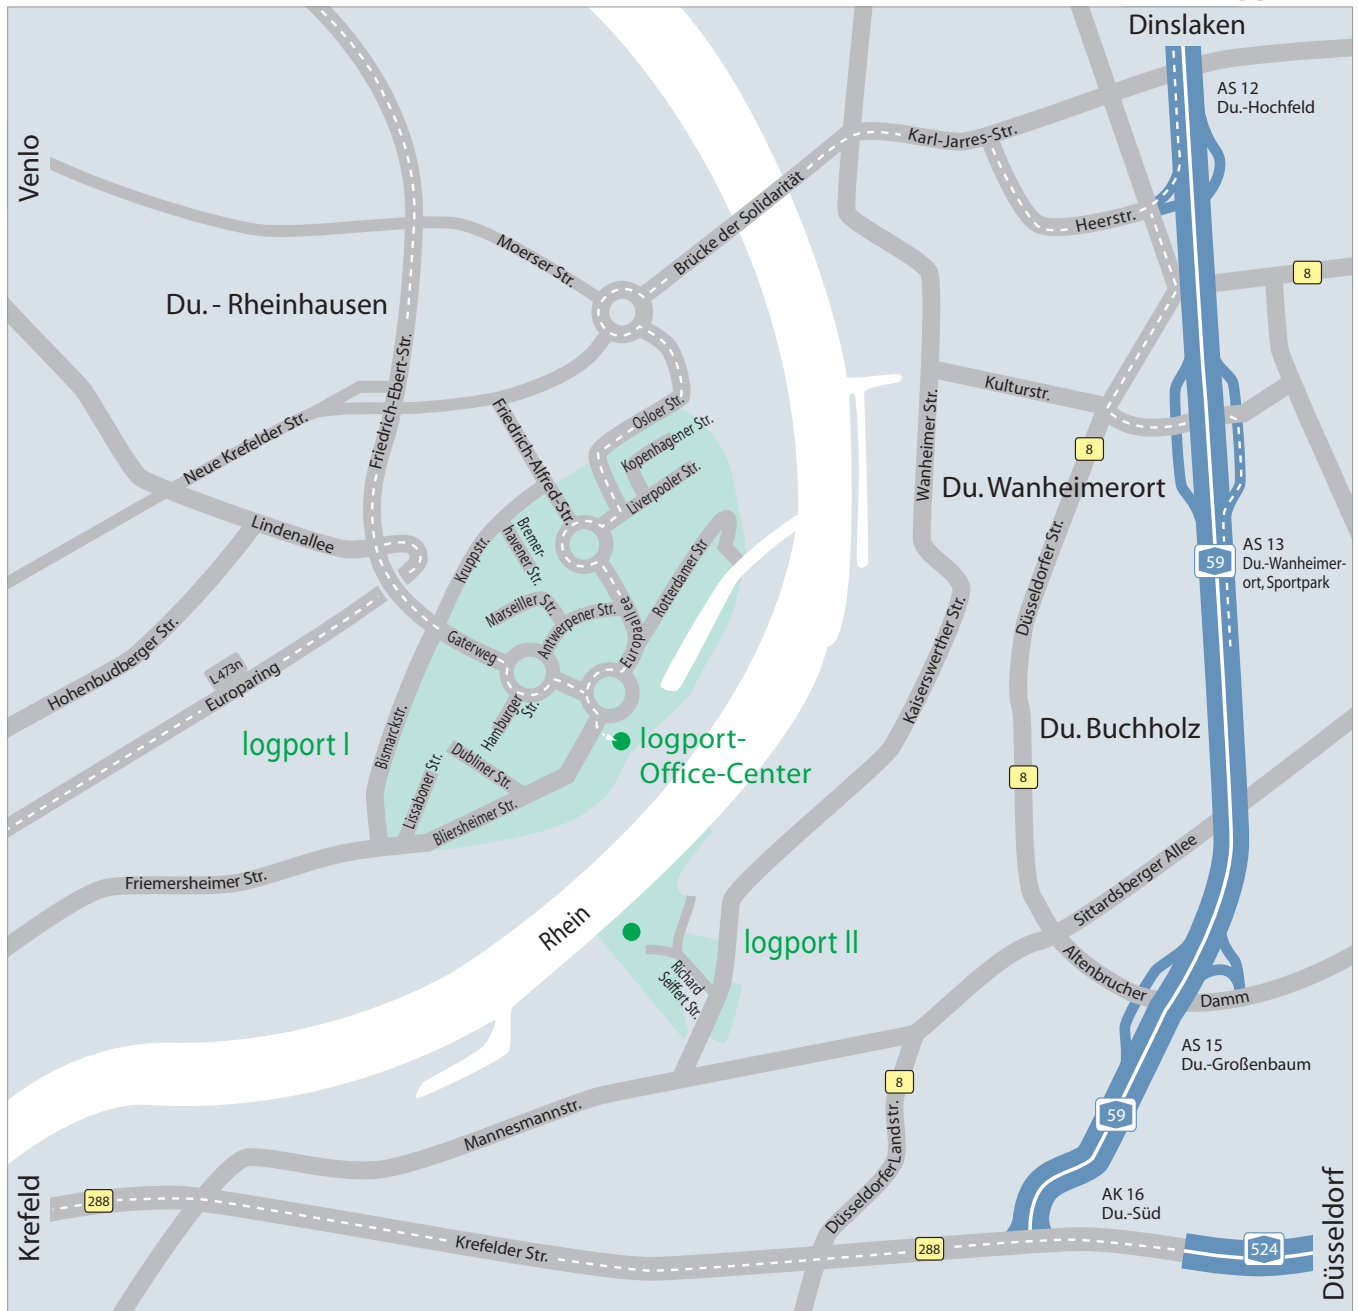 Dinslaken
AS 12
Du.-Hochfeld
Venlo
Karl-Jarres-Str.
Heerstr.
Brücke der Solidarität
Moerser Str.
8
Du. - Rheinhausen
Friedrich-Ebert-Str.
Kulturstr.
Wanheimer Str.
Osloer Str.
Kopenhagener Str.
Liverpooler Str.
Friedrich-Alfred-Str.
Neue Krefelder Str.
8
Du. Wanheimerort
Lindenallee
Kruppstr.
Bremer-
havener Str.
Rotterdamer Str
Düsseldorfer Str.
59
AS 13
Du.-Wanheimer-
ort, Sportpark
Marseiller Str.
Antwerpener Str.
Europaallee
Gaterweg
Hohenbudberger Str.
L 473n
Europaring
Kaiserswerther Str.
Hamburger
Str.
Bismarckstr.
logport I
logport-
Office-Center
Du. Buchholz
Dubliner Str.
Lissaboner Str.
Bliersheimer Str.
8
Friemersheimer Str.
Sittardsberger Allee
Rhein
logport II
Richard
Seiffert Str.
Altenbrucher
Damm
AS 15
Du.-Großenbaum
8
Mannesmannstr.
59
Düsseldorfer Landstr.
Krefeld
288
AK 16
Du.-Süd
Krefelder Str.
288
524
Düsseldorf